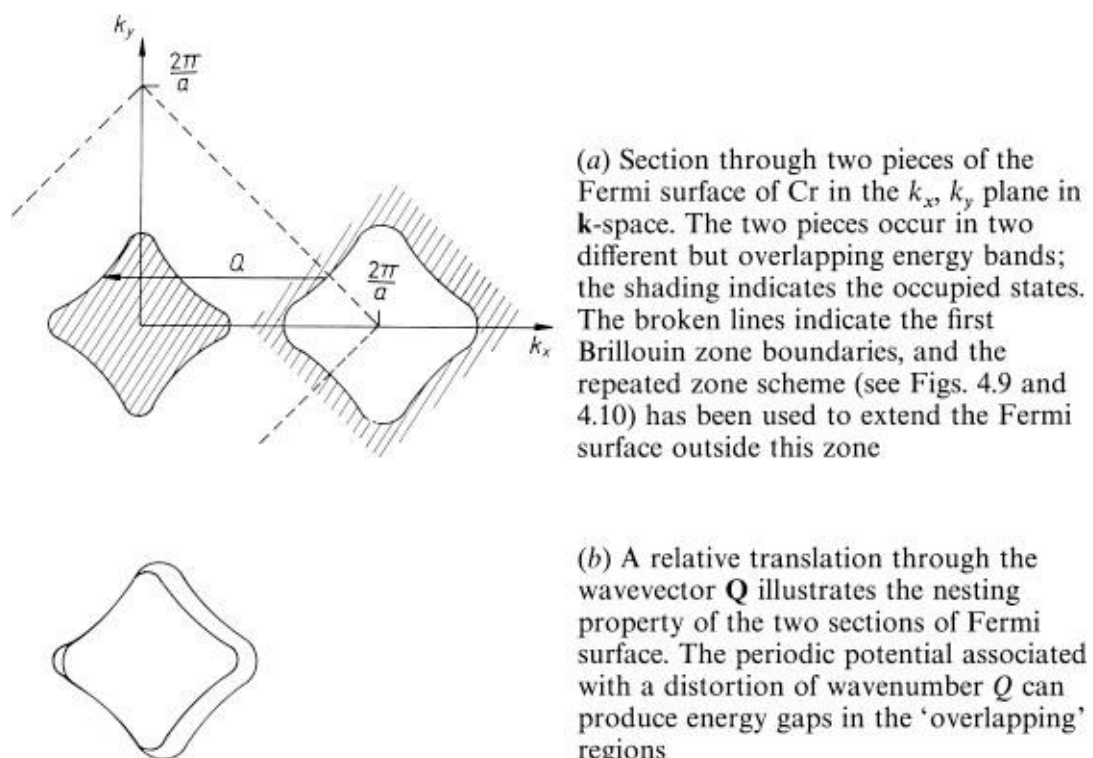 k_y
2π
a
(a) Section through two pieces of the
Fermi surface of Cr in the k_x, k_y plane in
k-space. The two pieces occur in two
different but overlapping energy bands;
the shading indicates the occupied states.
The broken lines indicate the first
Brillouin zone boundaries, and the
repeated zone scheme (see Figs. 4.9 and
4.10) has been used to extend the Fermi
surface outside this zone
Q
2π
a
k_x
(b) A relative translation through the
wavevector Q illustrates the nesting
property of the two sections of Fermi
surface. The periodic potential associated
with a distortion of wavenumber Q can
produce energy gaps in the ‘overlapping’
regions